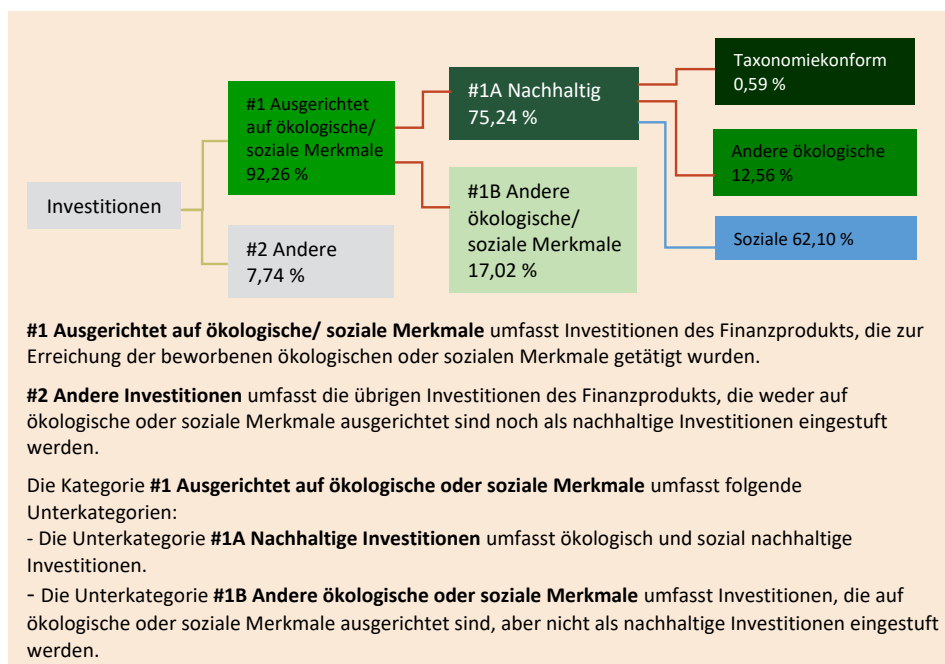 Investitionen
#1 Ausgerichtet
auf ökologische/
soziale Merkmale
92,26 %
#2 Andere
7,74 %
#1A Nachhaltig
75,24 %
#1B Andere
ökologische/
soziale Merkmale
17,02 %
Taxonomiekonform
0,59 %
Andere ökologische
12,56 %
Soziale 62,10 %
#1 Ausgerichtet auf ökologische/ soziale Merkmale umfasst Investitionen des Finanzprodukts, die zur
Erreichung der beworbenen ökologischen oder sozialen Merkmale getätigt wurden.
#2 Andere Investitionen umfasst die übrigen Investitionen des Finanzprodukts, die weder auf
ökologische oder soziale Merkmale ausgerichtet sind noch als nachhaltige Investitionen eingestuft
werden.
Die Kategorie #1 Ausgerichtet auf ökologische oder soziale Merkmale umfasst folgende
Unterkategorien:
- Die Unterkategorie #1A Nachhaltige Investitionen umfasst ökologisch und sozial nachhaltige
Investitionen.
- Die Unterkategorie #1B Andere ökologische oder soziale Merkmale umfasst Investitionen, die auf
ökologische oder soziale Merkmale ausgerichtet sind, aber nicht als nachhaltige Investitionen eingestuft
werden.